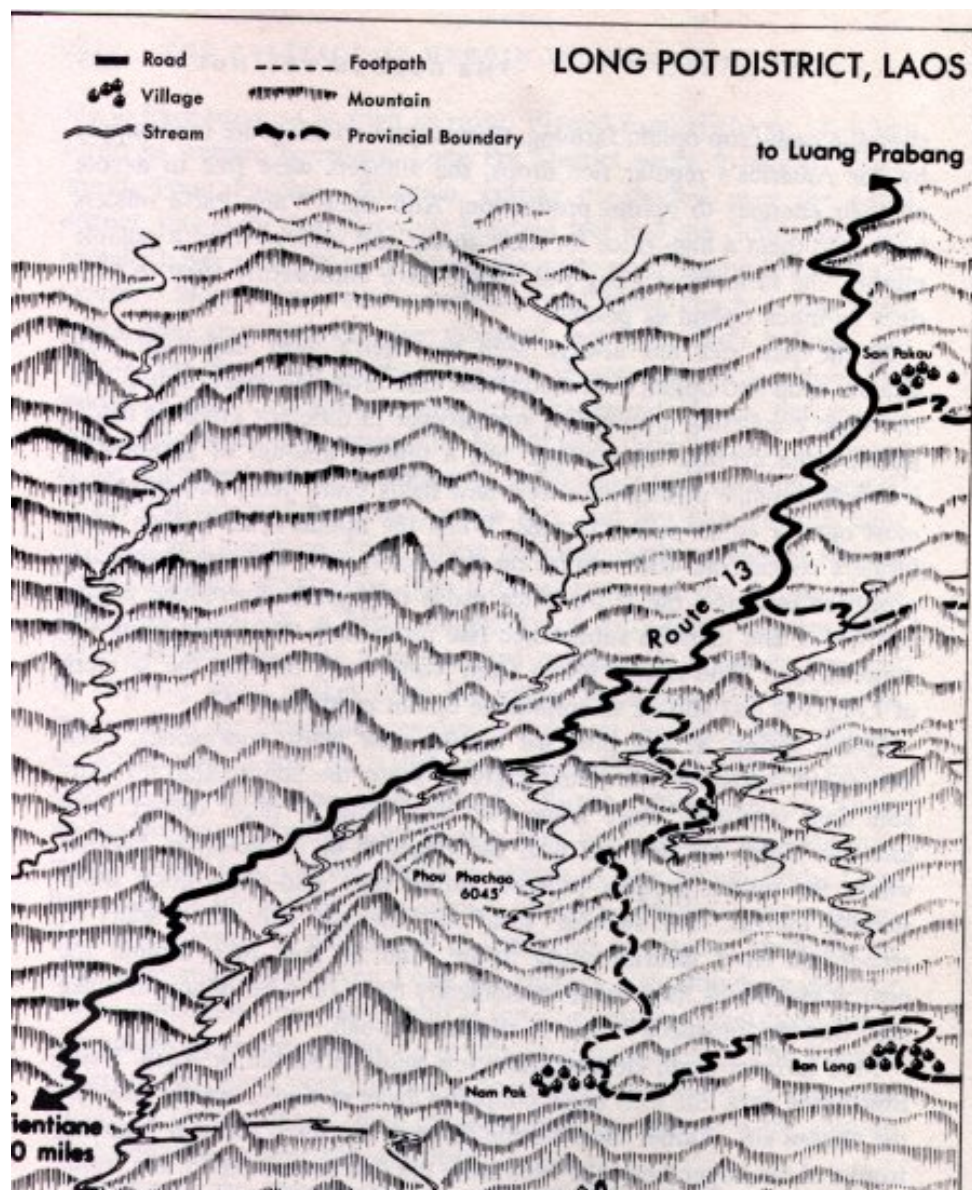 LONG POT DISTRICT, LAOS
Road
Footpath
Village
Mountain
Stream
Provincial Boundary
to Luang Prabang
San Pakau
Route 13
Phou Phachao
6045'
Ban Long
Nam Pak
ientiane
0 miles